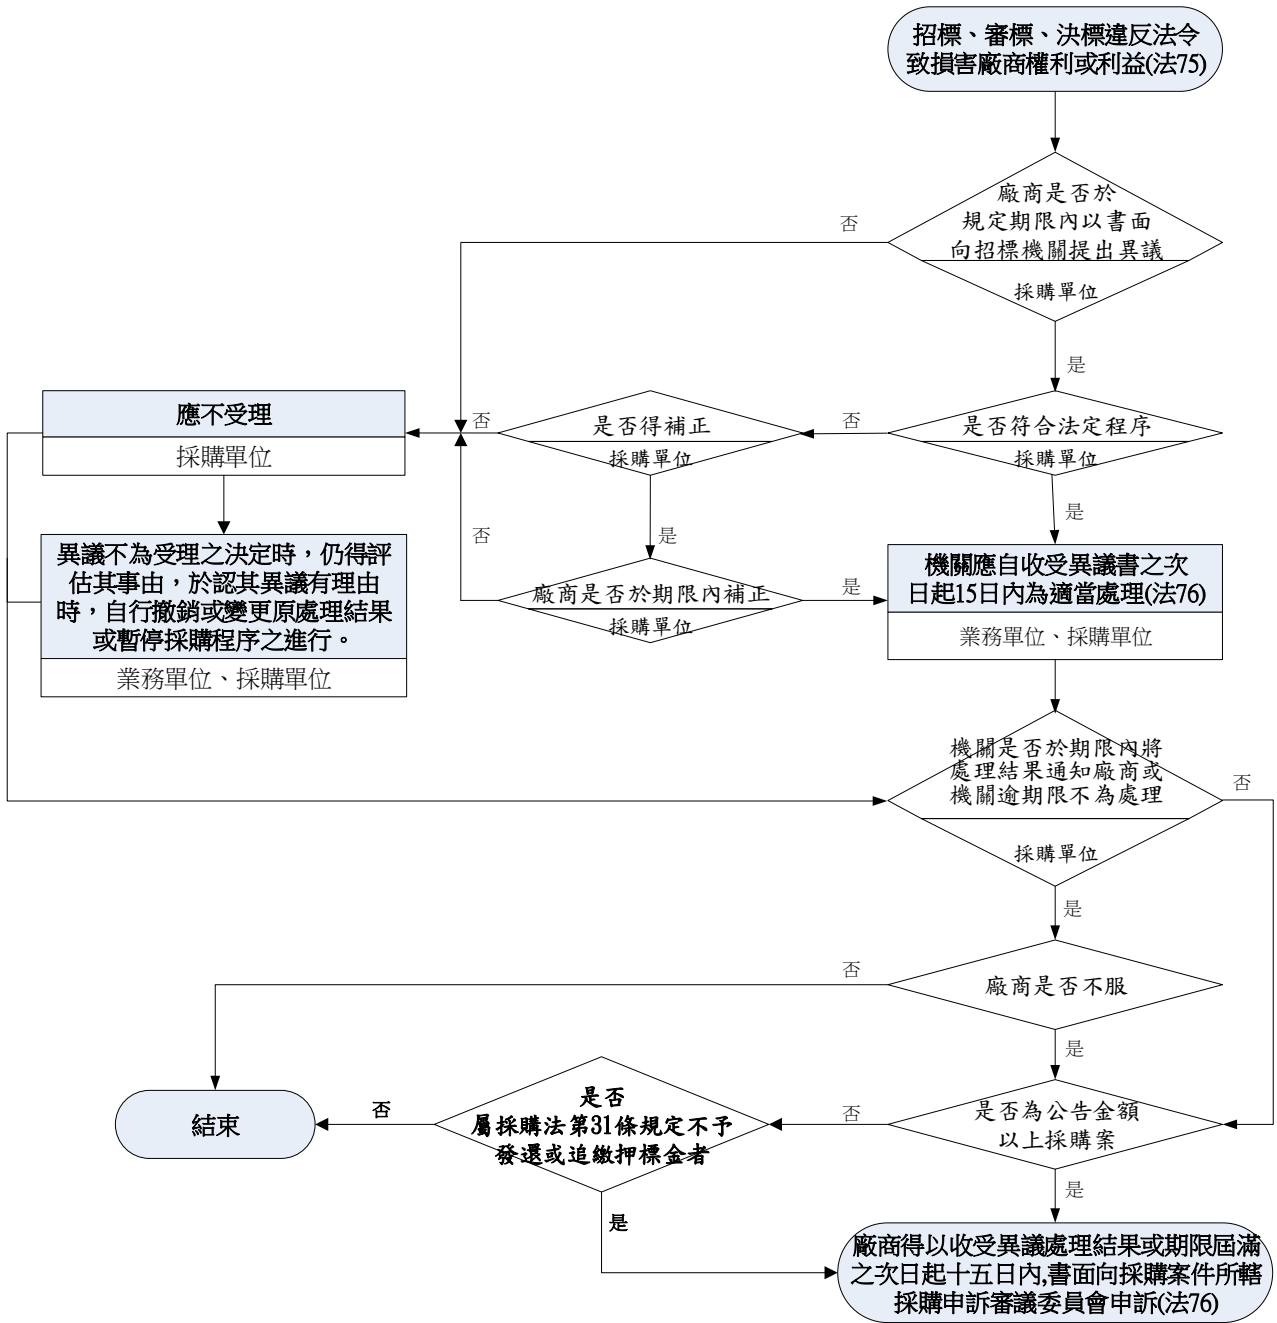 招標、審標、決標違反法令
致損害廠商權利或利益(法75)
廠商是否於
規定期限內以書面
向招標機關提出異議
採購單位
否
是
應不受理
採購單位
否
是否得補正
採購單位
否
是否符合法定程序
採購單位
是
是
否
異議不為受理之決定時，仍得評
估其事由，於認其異議有理由
時，自行撤銷或變更原處理結果
或暫停採購程序之進行。
業務單位、採購單位
廠商是否於期限內補正
採購單位
是
機關應自收受異議書之次
日起15日內為適當處理(法76)
業務單位、採購單位
機關是否於期限內將
處理結果通知廠商或
機關逾期限不為處理
採購單位
否
是
否
廠商是否不服
是
結束
否
是否
屬採購法第31條規定不予
發還或追繳押標金者
否
是否為公告金額
以上採購案
是
是
廠商得以收受異議處理結果或期限屆滿
之次日起十五日內,書面向採購案件所轄
採購申訴審議委員會申訴(法76)